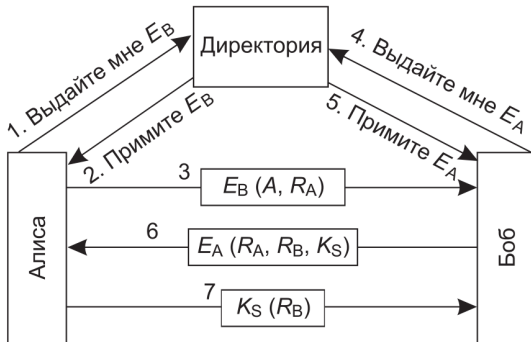 Директория
1. Выдайте мне E_B
2. Примите E_B
4. Выдайте мне E_A
5. Примите E_A
Алиса
3
E_B (A, R_A)
6
E_A (R_A, R_B, K_S)
7
K_S (R_B)
Боб